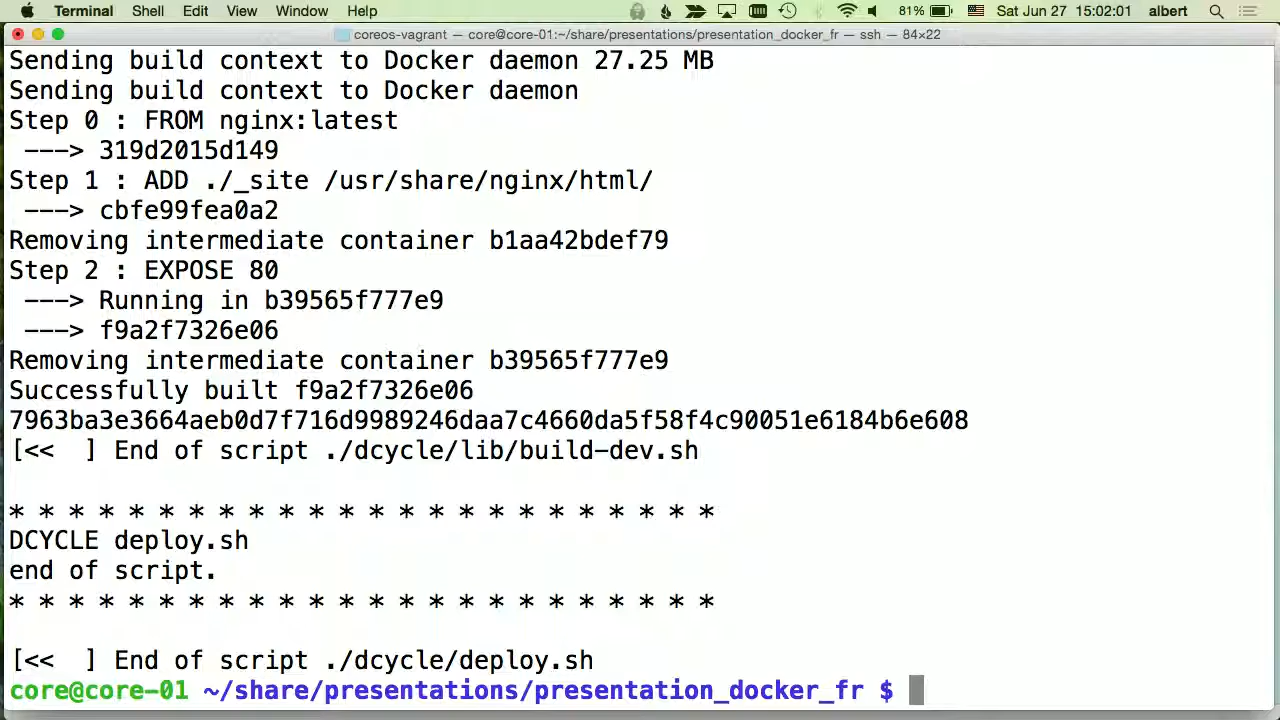 Terminal Shell Edit View Window Help 81% Sat Jun 27 15:02:01 albert
coreos-vagrant — core@core-01:~/share/presentations/presentation_docker_fr — ssh — 84×22
Sending build context to Docker daemon 27.25 MB
Sending build context to Docker daemon
Step 0 : FROM nginx:latest
---> 319d2015d149
Step 1 : ADD ./_site /usr/share/nginx/html/
---> cbfe99fea0a2
Removing intermediate container b1aa42bdef79
Step 2 : EXPOSE 80
---> Running in b39565f777e9
---> f9a2f7326e06
Removing intermediate container b39565f777e9
Successfully built f9a2f7326e06
7963ba3e3664aeb0d7f716d9989246daa7c4660da5f58f4c90051e6184b6e608
[<<  ] End of script ./dcycle/lib/build-dev.sh
* * * * * * * * * * * * * * * * * * * * * * * *
DCYCLE deploy.sh
end of script.
* * * * * * * * * * * * * * * * * * * * * * * *
[<<  ] End of script ./dcycle/deploy.sh
core@core-01 ~/share/presentations/presentation_docker_fr $